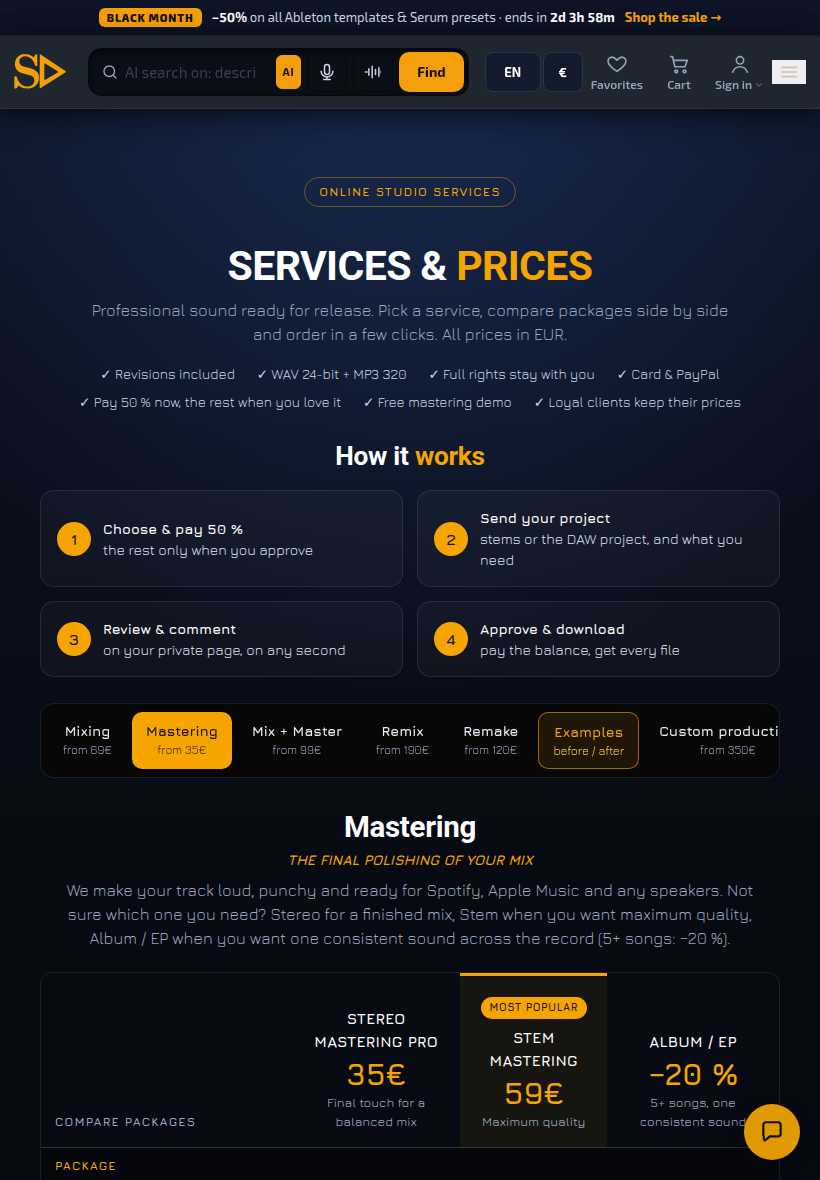 BLACK MONTH −50% on all Ableton templates & Serum presets · ends in 2d 3h 58m Shop the sale →
S AI search on: descri AI Find EN € Favorites Cart Sign in
ONLINE STUDIO SERVICES
SERVICES & PRICES
Professional sound ready for release. Pick a service, compare packages side by side
and order in a few clicks. All prices in EUR.
✓ Revisions included ✓ WAV 24-bit + MP3 320 ✓ Full rights stay with you ✓ Card & PayPal
✓ Pay 50 % now, the rest when you love it ✓ Free mastering demo ✓ Loyal clients keep their prices
How it works
1 Choose & pay 50 %
the rest only when you approve
2 Send your project
stems or the DAW project, and what you
need
3 Review & comment
on your private page, on any second
4 Approve & download
pay the balance, get every file
Mixing Mastering Mix + Master Remix Remake Examples Custom producti
from 69€ from 35€ from 99€ from 190€ from 120€ before / after from 350€
Mastering
THE FINAL POLISHING OF YOUR MIX
We make your track loud, punchy and ready for Spotify, Apple Music and any speakers. Not
sure which one you need? Stereo for a finished mix, Stem when you want maximum quality,
Album / EP when you want one consistent sound across the record (5+ songs: −20 %).
COMPARE PACKAGES
STEREO
MASTERING PRO
35€
Final touch for a
balanced mix
MOST POPULAR
STEM
MASTERING
59€
Maximum quality
ALBUM / EP
−20 %
5+ songs, one
consistent sound
PACKAGE